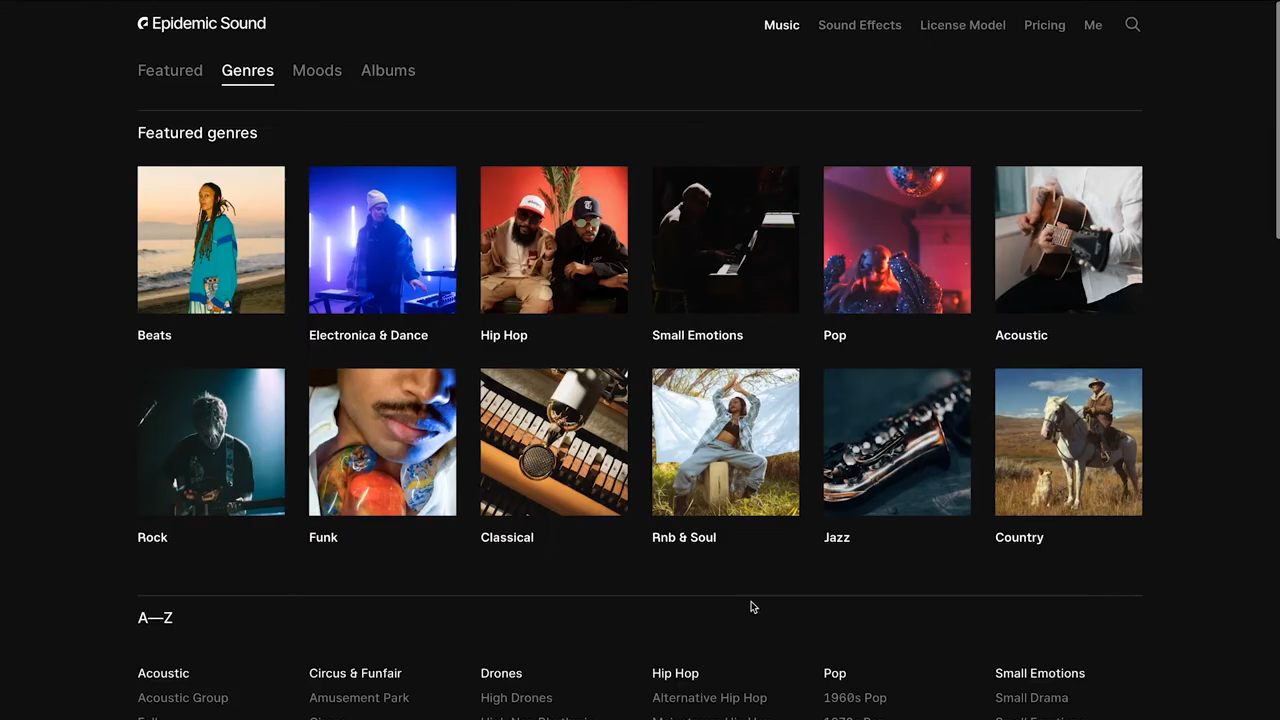 Epidemic Sound
Music Sound Effects License Model Pricing Me
Featured Genres Moods Albums
Featured genres
Beats Electronica & Dance Hip Hop Small Emotions Pop Acoustic
Rock Funk Classical Rnb & Soul Jazz Country
A—Z
Acoustic Circus & Funfair Drones Hip Hop Pop Small Emotions
Acoustic Group Amusement Park High Drones Alternative Hip Hop 1960s Pop Small Drama